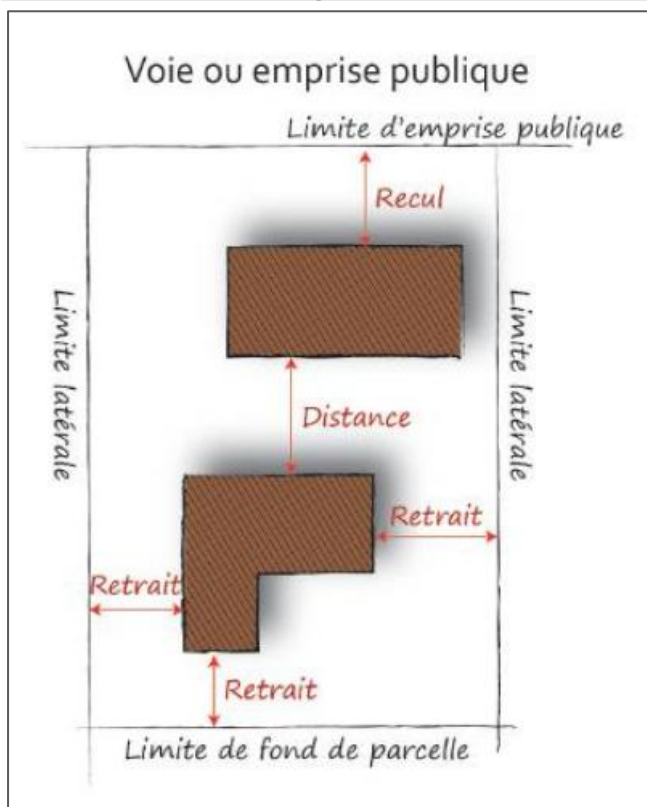 Voie ou emprise publique
Limite d'emprise publique
Recul
Limite latérale
Limite latérale
Distance
Retrait
Retrait
Retrait
Limite de fond de parcelle